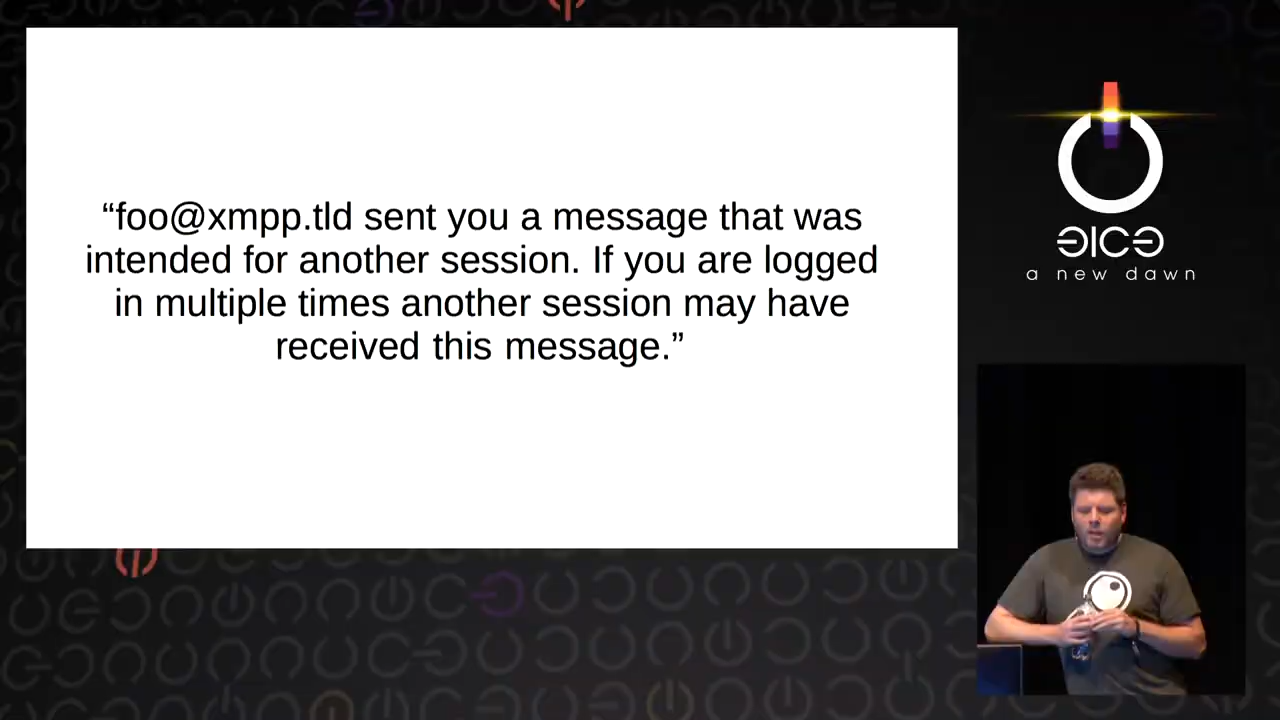 “foo@xmpp.tld sent you a message that was
intended for another session. If you are logged
in multiple times another session may have
received this message.”
ƎICƏ
a new dawn